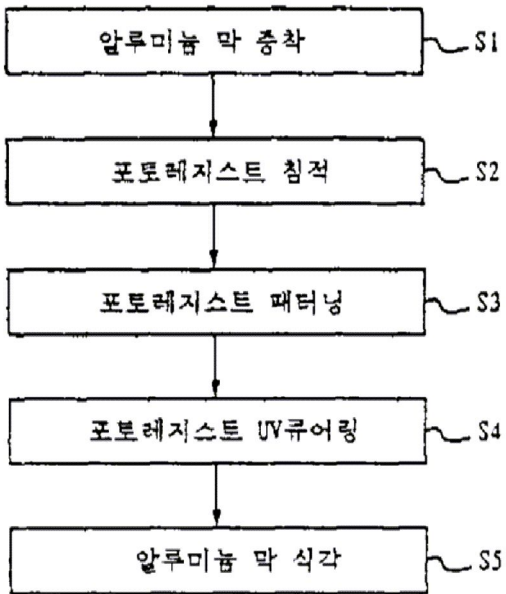 알루미늄 막 증착 S1
포토레지스트 침적 S2
포토레지스트 패터닝 S3
포토레지스트 UV큐어링 S4
알루미늄 막 식각 S5